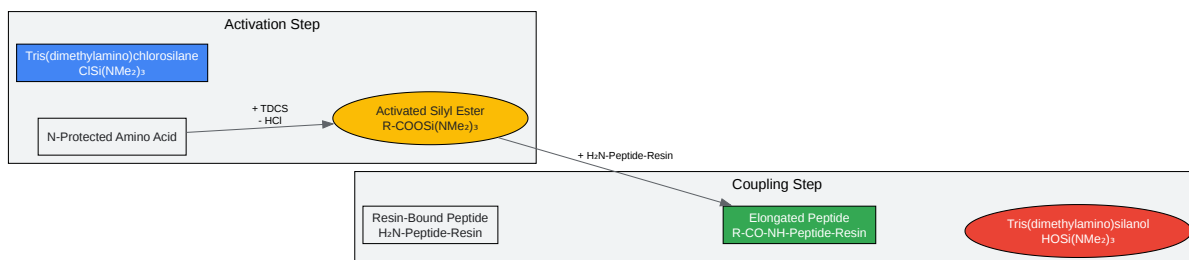 Activation Step
Tris(dimethylamino)chlorosilane
ClSi(NMe₂)₃
N-Protected Amino Acid
+ TDCS
- HCl
Activated Silyl Ester
R-COOSi(NMe₂)₃
+ H₂N-Peptide-Resin
Coupling Step
Resin-Bound Peptide
H₂N-Peptide-Resin
Elongated Peptide
R-CO-NH-Peptide-Resin
Tris(dimethylamino)silanol
HOSi(NMe₂)₃